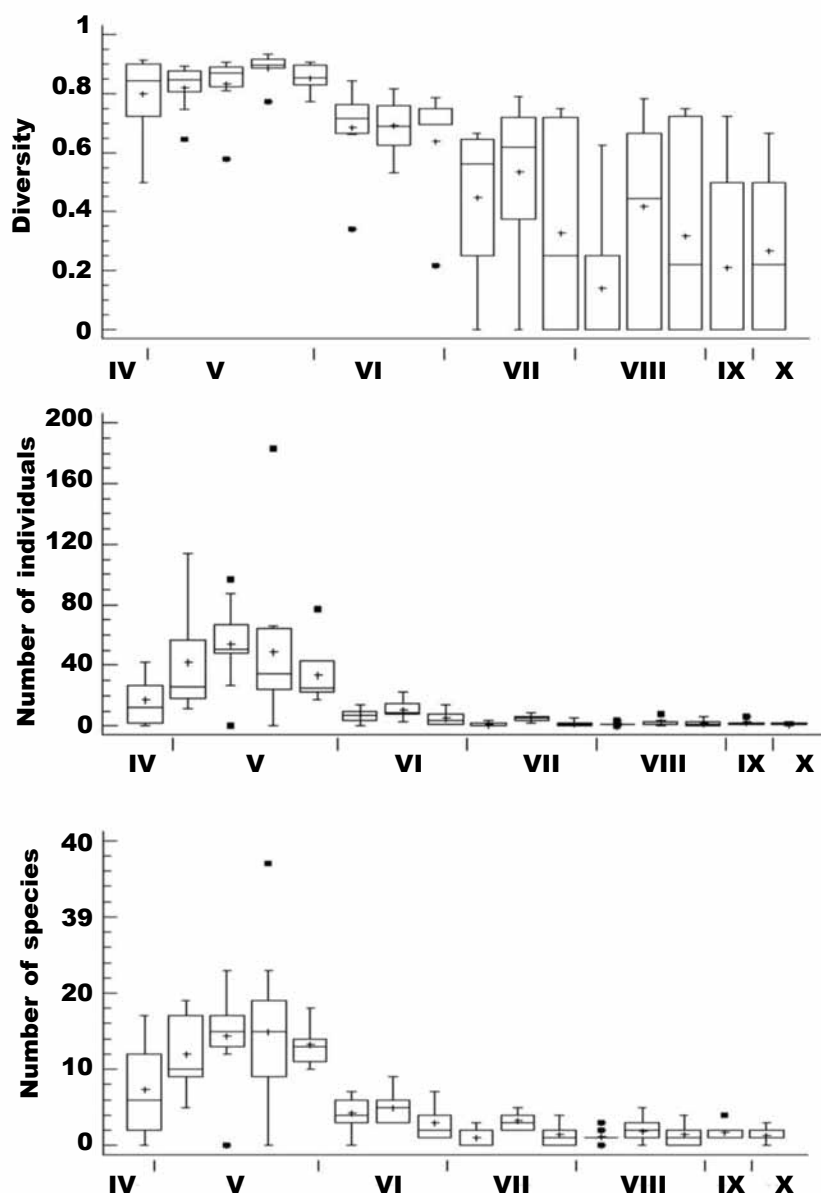 Diversity
1
0.8
0.6
0.4
0.2
0
IV V VI VII VIII IX X
Number of individuals
200
160
120
80
40
0
IV V VI VII VIII IX X
Number of species
40
39
20
10
0
IV V VI VII VIII IX X